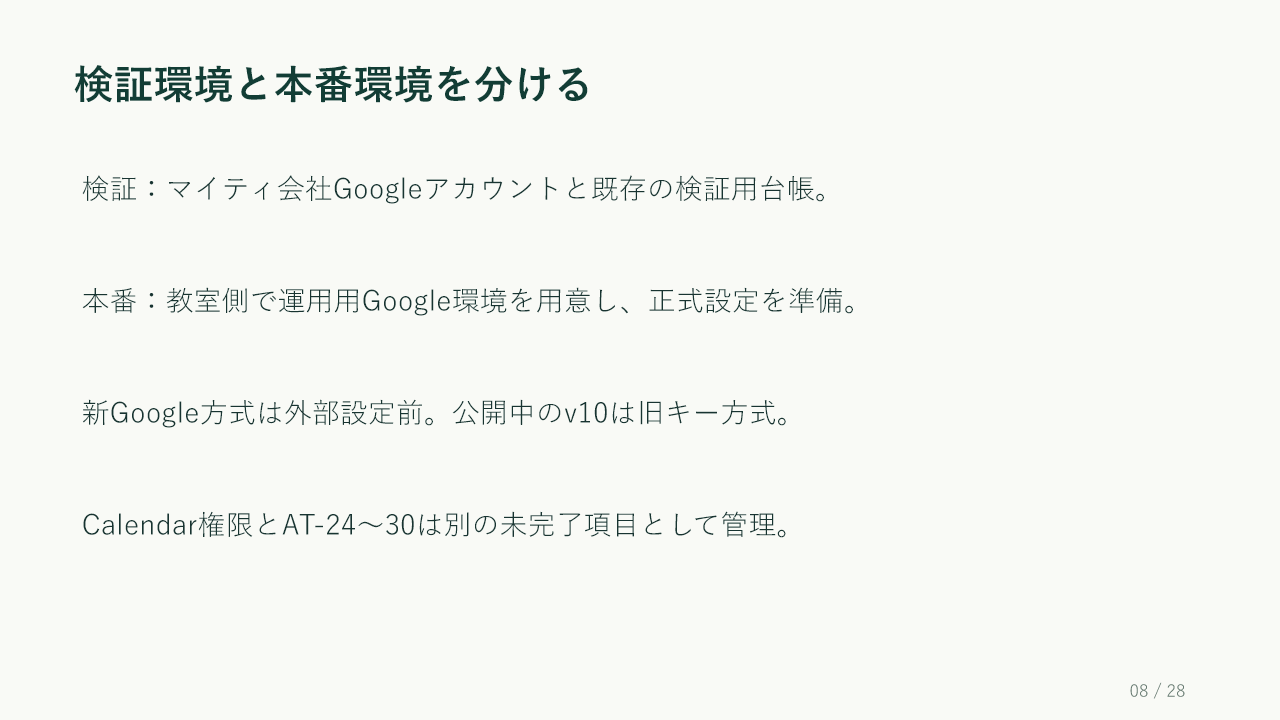 検証環境と本番環境を分ける
検証：マイティ会社Googleアカウントと既存の検証用台帳。
本番：教室側で運用用Google環境を用意し、正式設定を準備。
新Google方式は外部設定前。公開中のv10は旧キー方式。
Calendar権限とAT-24〜30は別の未完了項目として管理。
08 / 28